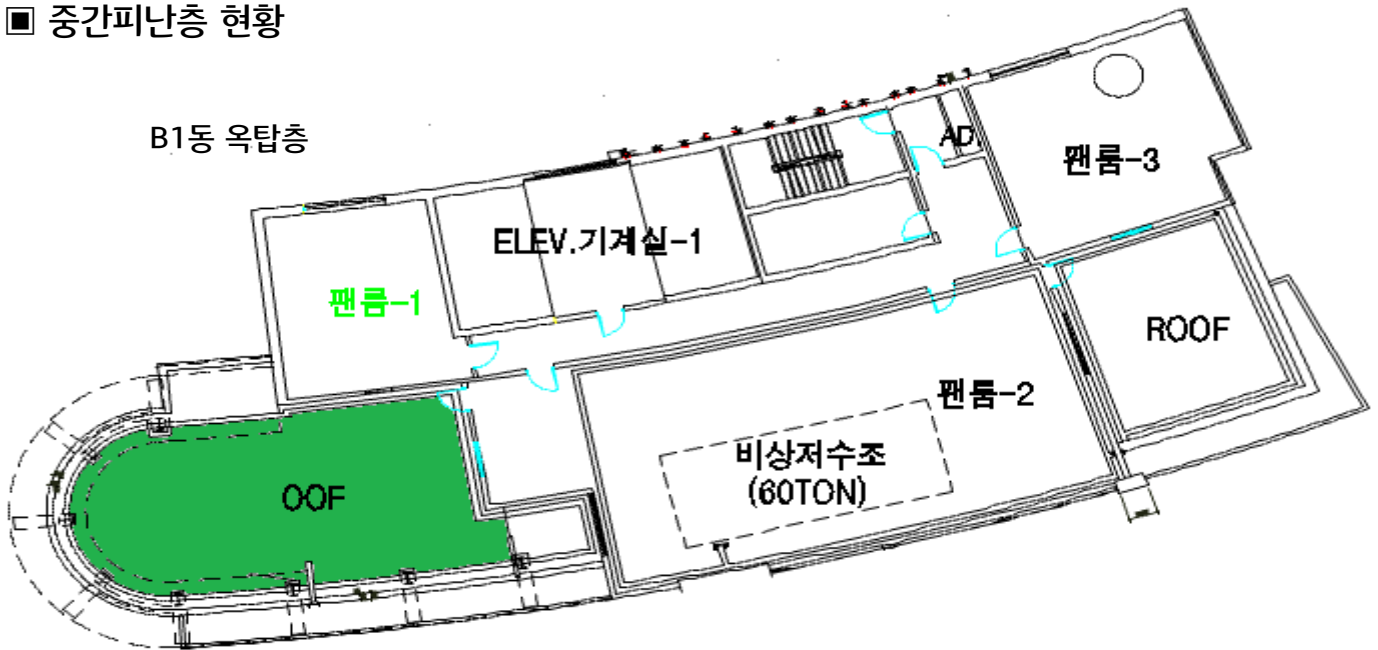 ▣ 중간피난층 현황
B1동 옥탑층
AD.
팬룸-3
ELEV.기계실-1
팬룸-1
ROOF
팬룸-2
비상저수조
(60TON)
OOF